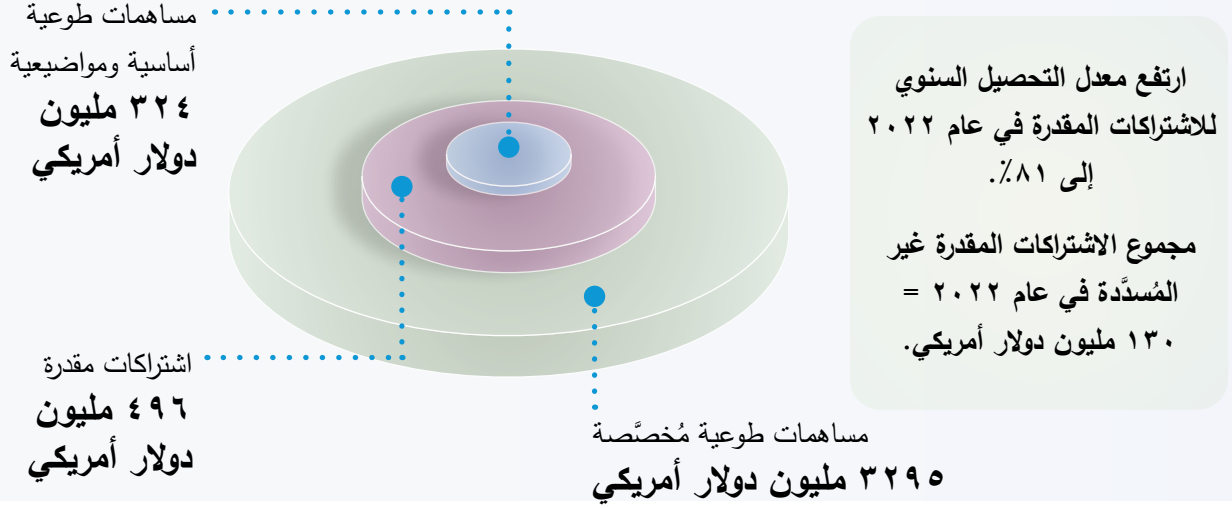 مساهمات طوعية
أساسية ومواضيعية
٣٢٤ مليون
دولار أمريكي
ارتفع معدل التحصيل السنوي
للاشتراكات المقدرة في عام ٢٠٢٢
إلى ٨١٪.
مجموع الاشتراكات المقدرة غير
المُسدَّدة في عام ٢٠٢٢ =
١٣٠ مليون دولار أمريكي.
اشتراكات مقدرة
٤٩٦ مليون
دولار أمريكي
مساهمات طوعية مُخصَّصة
٣٢٩٥ مليون دولار أمريكي